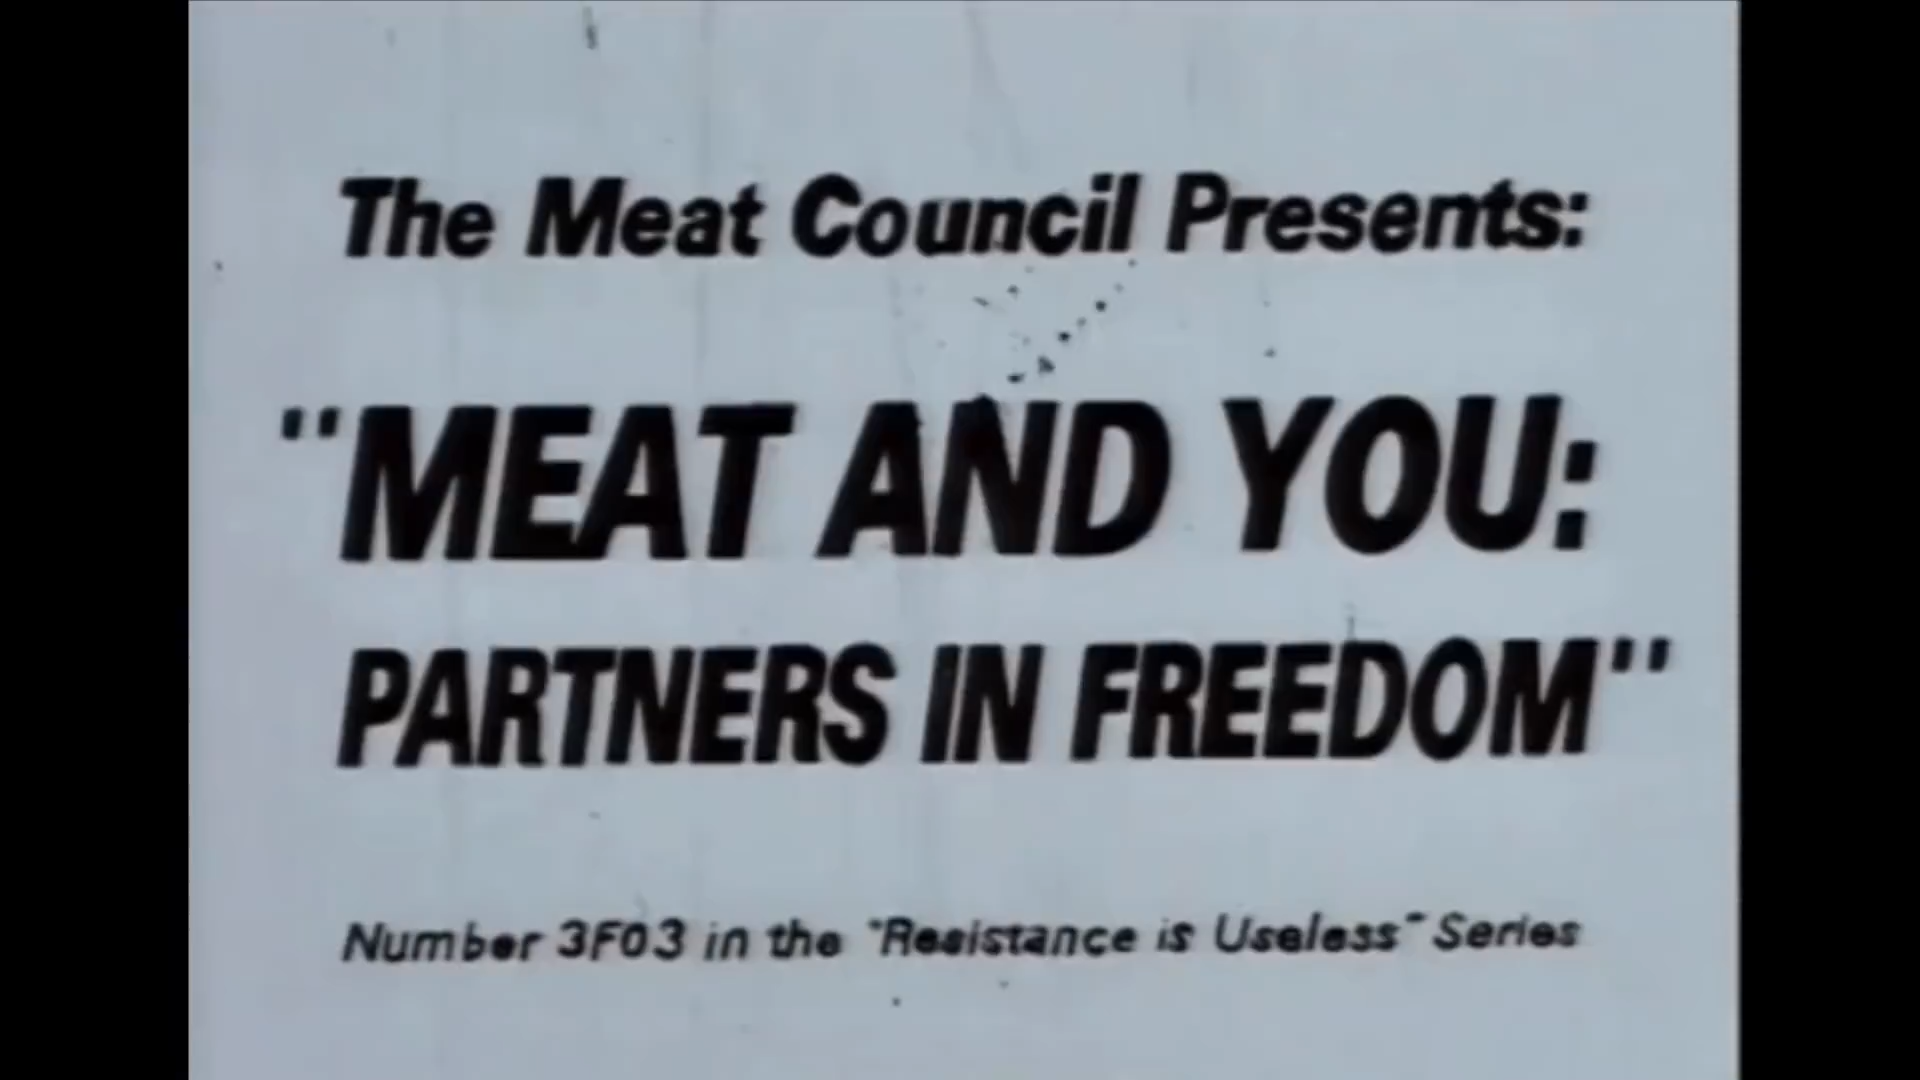 The Meat Council Presents:
"MEAT AND YOU:
PARTNERS IN FREEDOM"
Number 3F03 in the "Resistance is Useless" Series